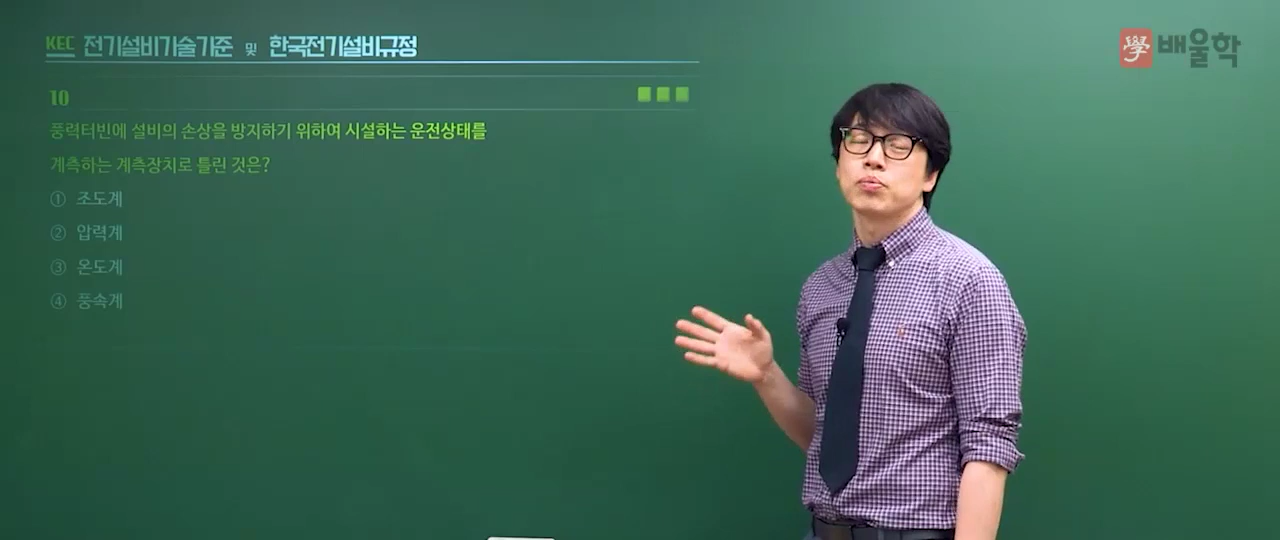 KEC 전기설비기술기준 및 한국전기설비규정
學 배울학
10
풍력터빈에 설비의 손상을 방지하기 위하여 시설하는 운전상태를
계측하는 계측장치로 틀린 것은?
① 조도계
② 압력계
③ 온도계
④ 풍속계